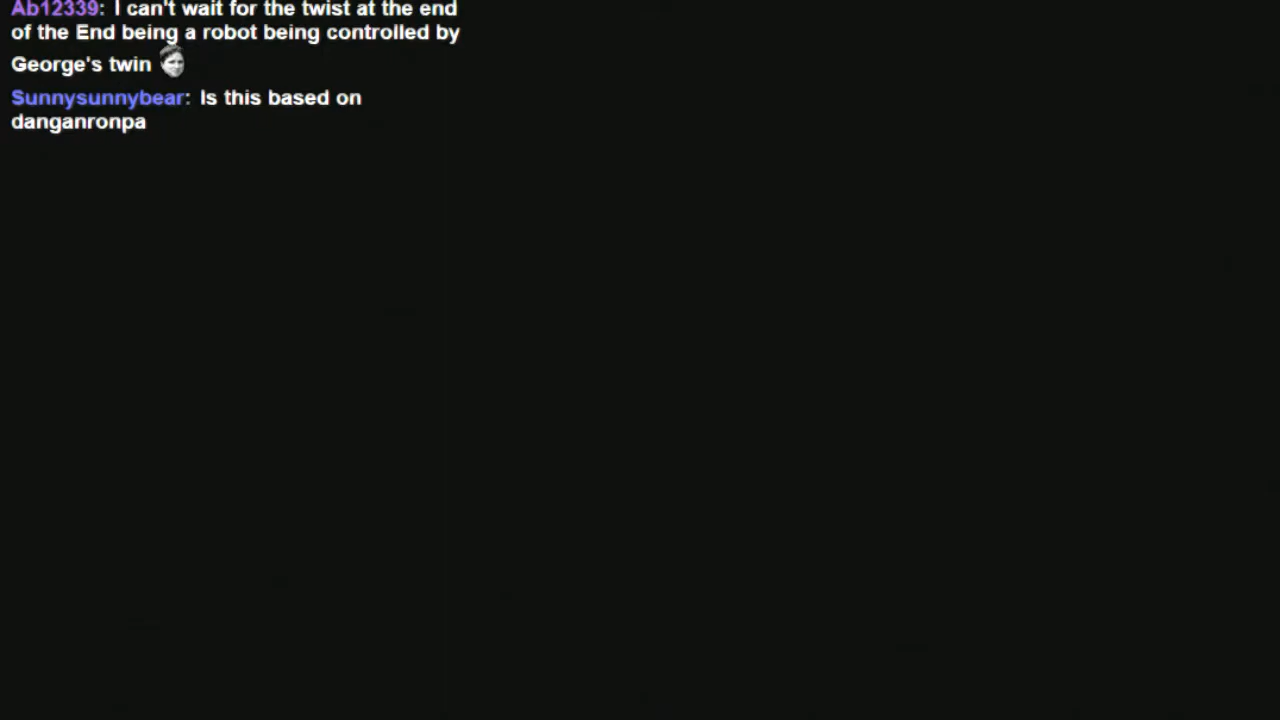 Ab12339: I can't wait for the twist at the end
of the End being a robot being controlled by
George's twin
Sunnysunnybear: Is this based on
danganronpa